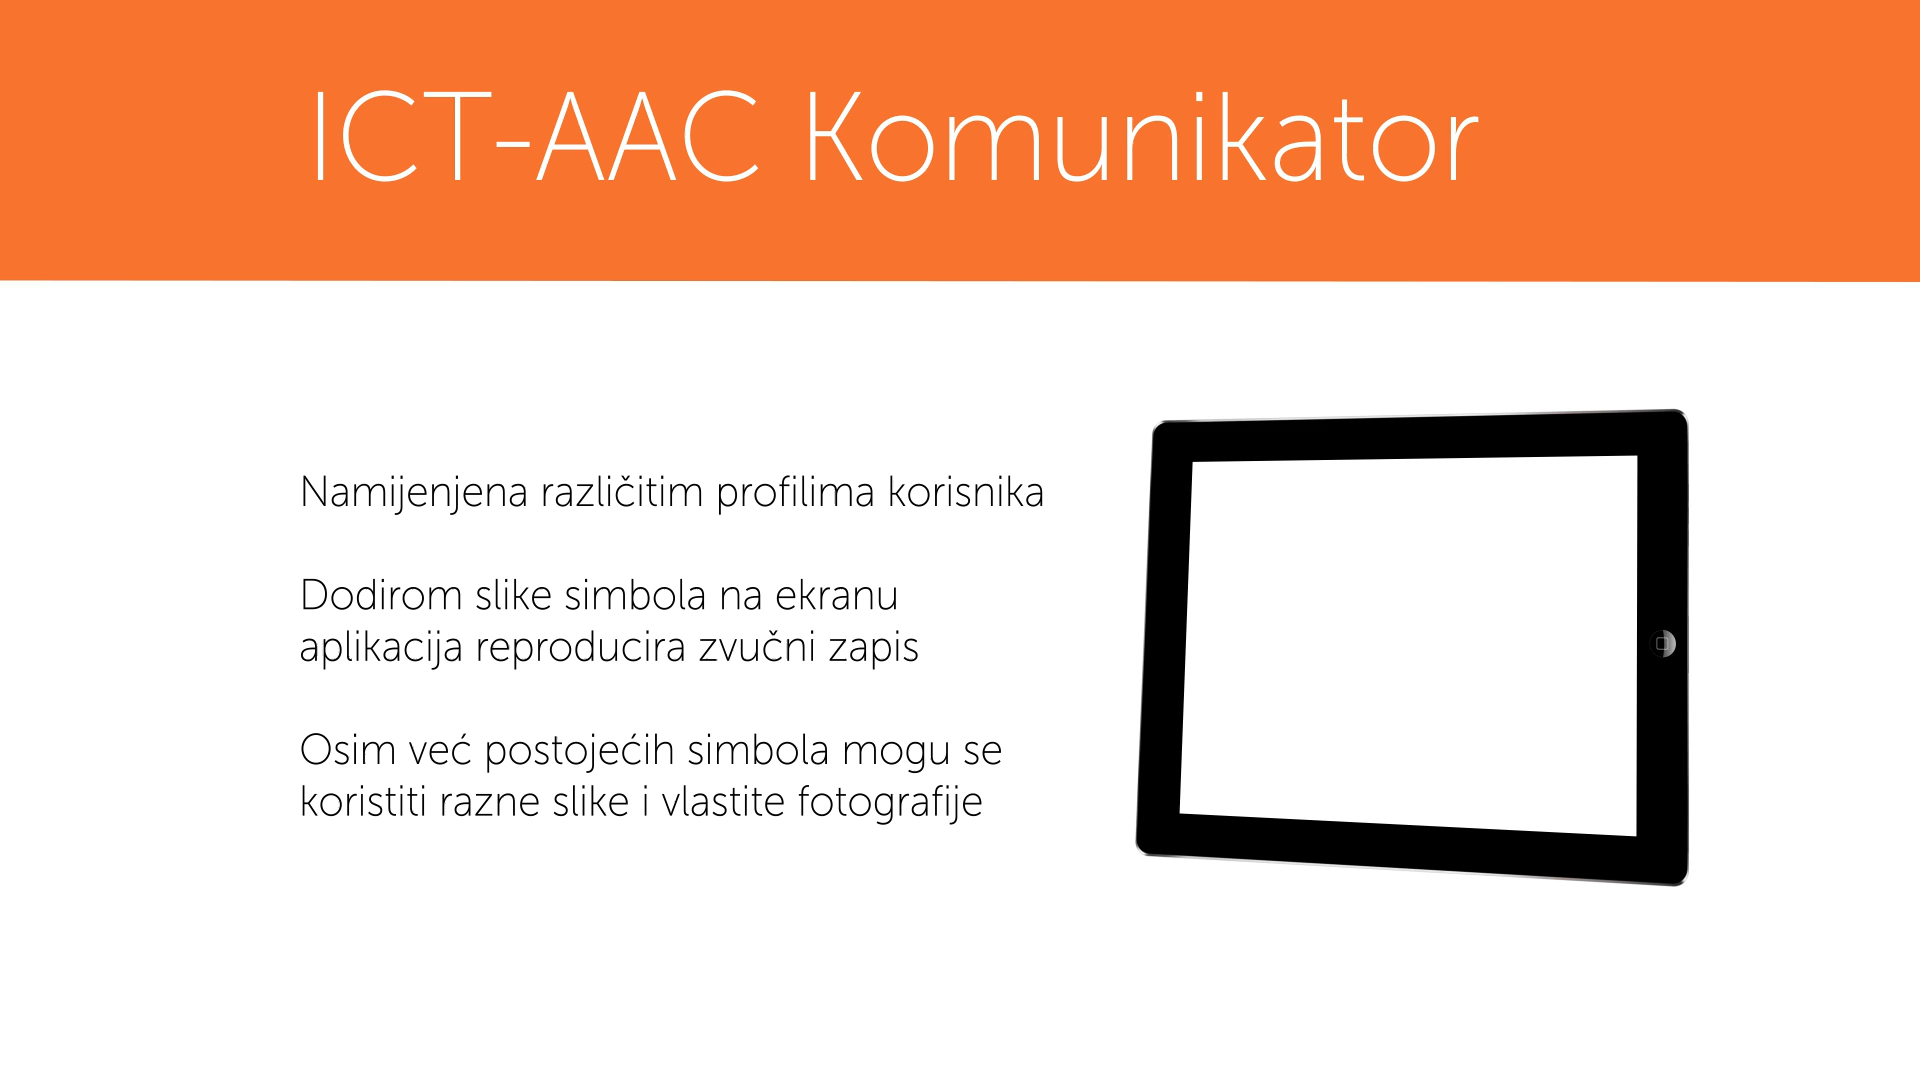 ICT-AAC Komunikator
Namijenjena različitim profilima korisnika
Dodirom slike simbola na ekranu
aplikacija reproducira zvučni zapis
Osim već postojećih simbola mogu se
koristiti razne slike i vlastite fotografije